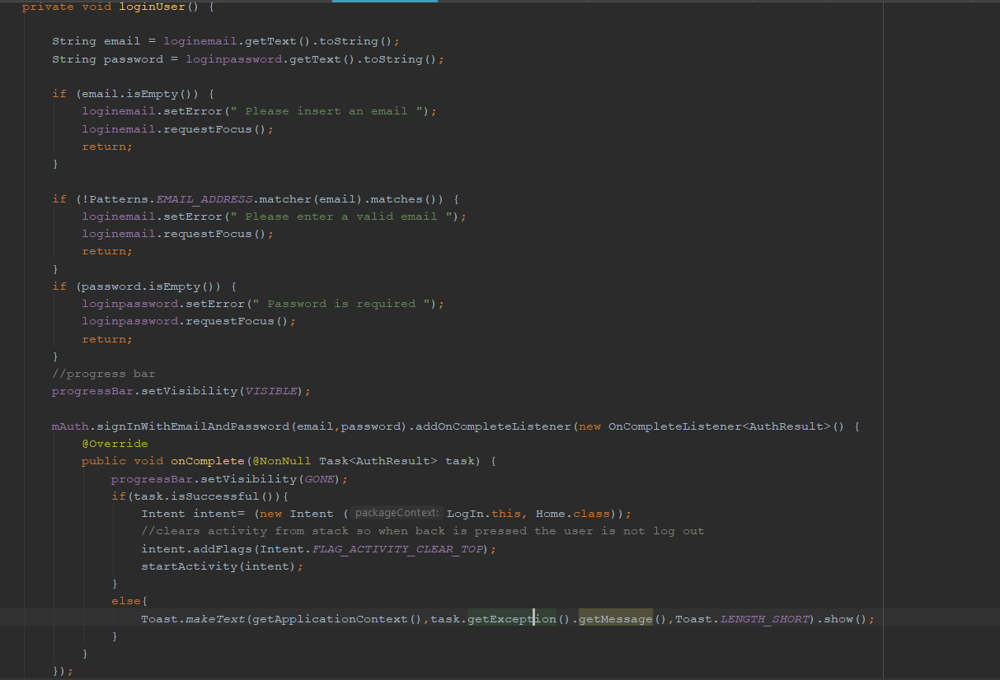 private void loginUser() {
String email = loginemail.getText().toString();
String password = loginpassword.getText().toString();
if (email.isEmpty()) {
loginemail.setError(" Please insert an email ");
loginemail.requestFocus();
return;
}
if (!Patterns.EMAIL_ADDRESS.matcher(email).matches()) {
loginemail.setError(" Please enter a valid email ");
loginemail.requestFocus();
return;
}
if (password.isEmpty()) {
loginpassword.setError(" Password is required ");
loginpassword.requestFocus();
return;
}
//progress bar
progressBar.setVisibility(VISIBLE);
mAuth.signInWithEmailAndPassword(email,password).addOnCompleteListener(new OnCompleteListener<AuthResult>() {
@Override
public void onComplete(@NonNull Task<AuthResult> task) {
progressBar.setVisibility(GONE);
if(task.isSuccessful()){
Intent intent= (new Intent ( packageContext: LogIn.this, Home.class));
//clears activity from stack so when back is pressed the user is not log out
intent.addFlags(Intent.FLAG_ACTIVITY_CLEAR_TOP);
startActivity(intent);
}
else{
Toast.makeText(getApplicationContext(),task.getException().getMessage(),Toast.LENGTH_SHORT).show();
}
}
});